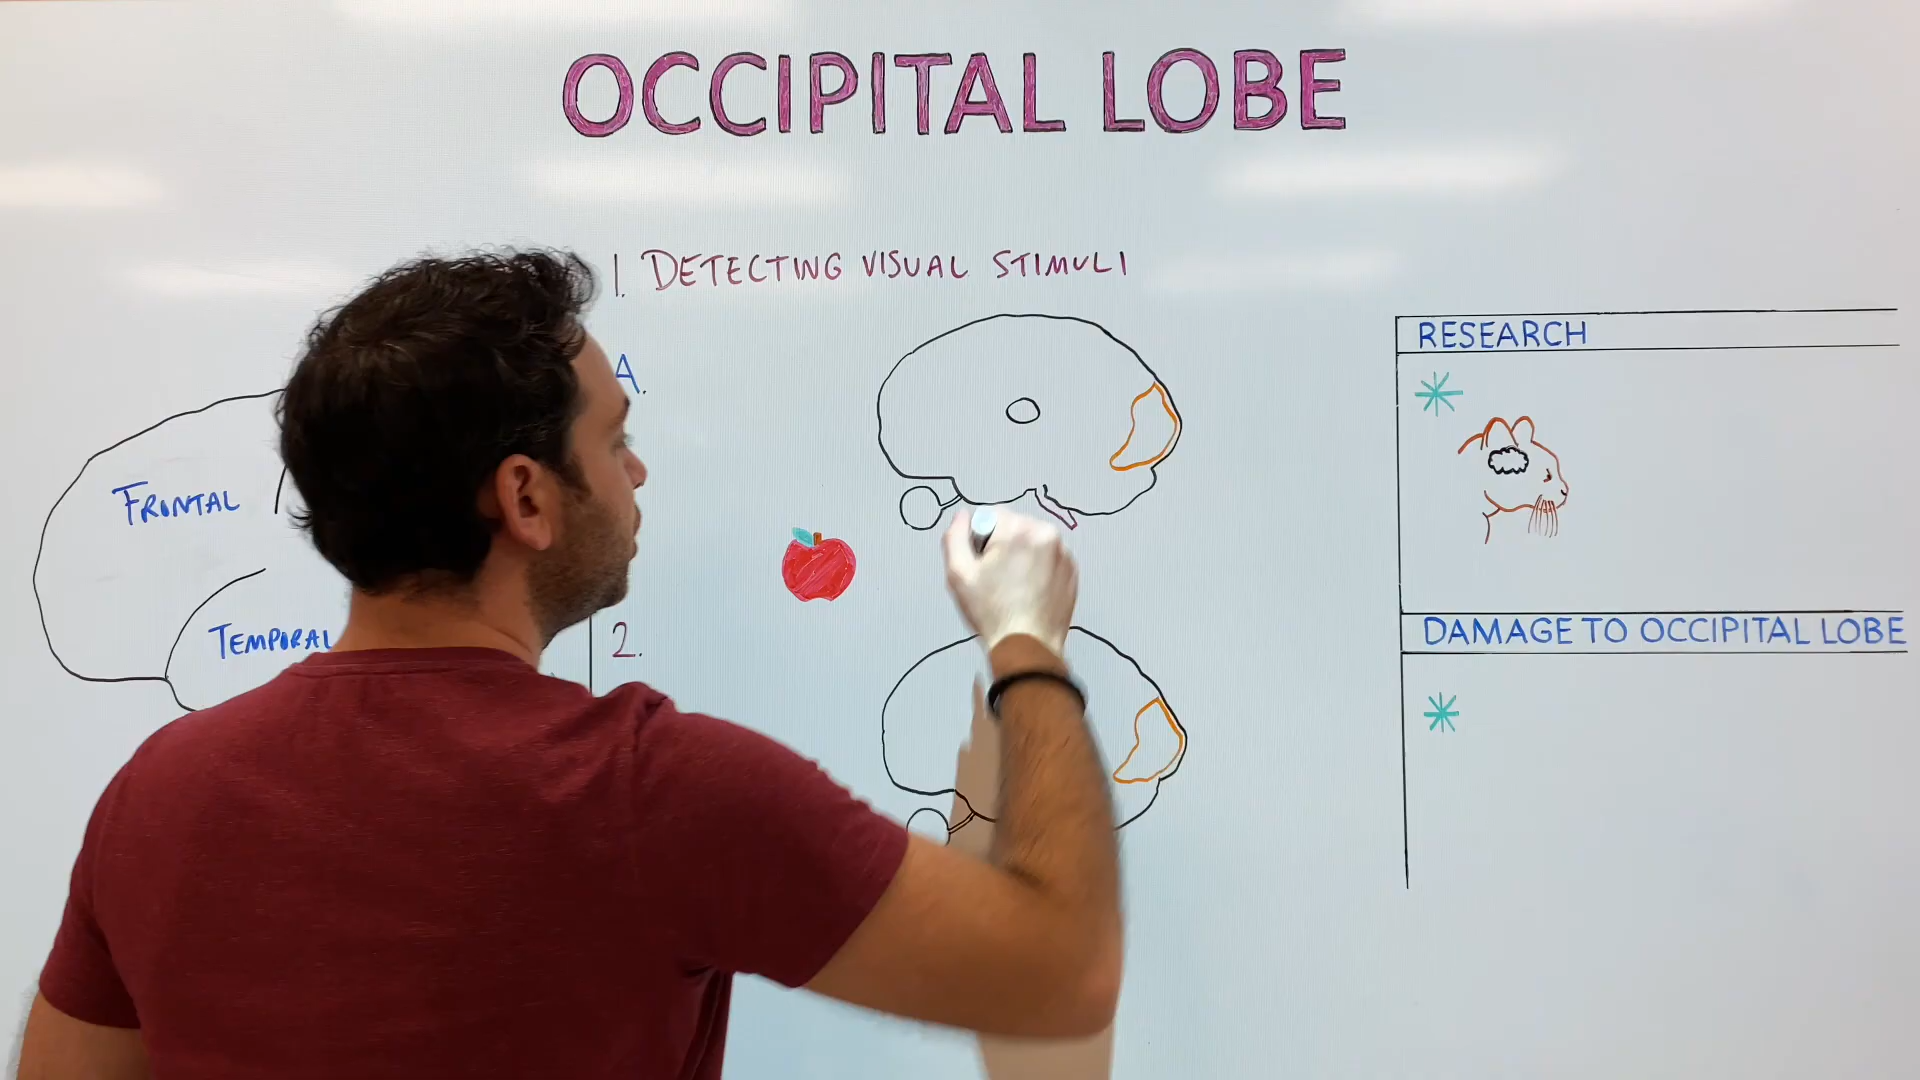 OCCIPITAL LOBE
1. DETECTING VISUAL STIMULI
A.
FRONTAL
TEMPORAL
2.
RESEARCH
DAMAGE TO OCCIPITAL LOBE